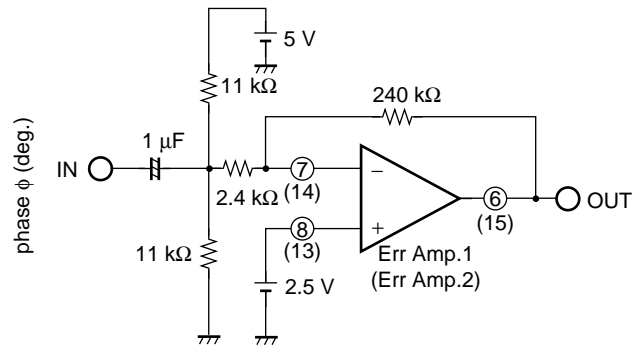 5 V
11 kΩ
240 kΩ
1 μF
IN
7
−
(14)
2.4 kΩ
6
OUT
(15)
8
+
(13)
11 kΩ
Err Amp.1
(Err Amp.2)
2.5 V
phase φ (deg.)